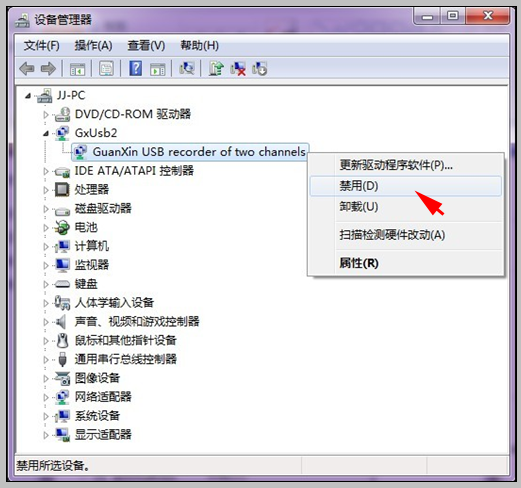 设备管理器
文件(F) 操作(A) 查看(V) 帮助(H)
JJ-PC
DVD/CD-ROM 驱动器
GxUsb2
GuanXin USB recorder of two channels
IDE ATA/ATAPI 控制器
处理器
磁盘驱动器
电池
计算机
监视器
键盘
人体学输入设备
声音、视频和游戏控制器
鼠标和其他指针设备
通用串行总线控制器
图像设备
网络适配器
系统设备
显示适配器
更新驱动程序软件(P)...
禁用(D)
卸载(U)
扫描检测硬件改动(A)
属性(R)
禁用所选设备。